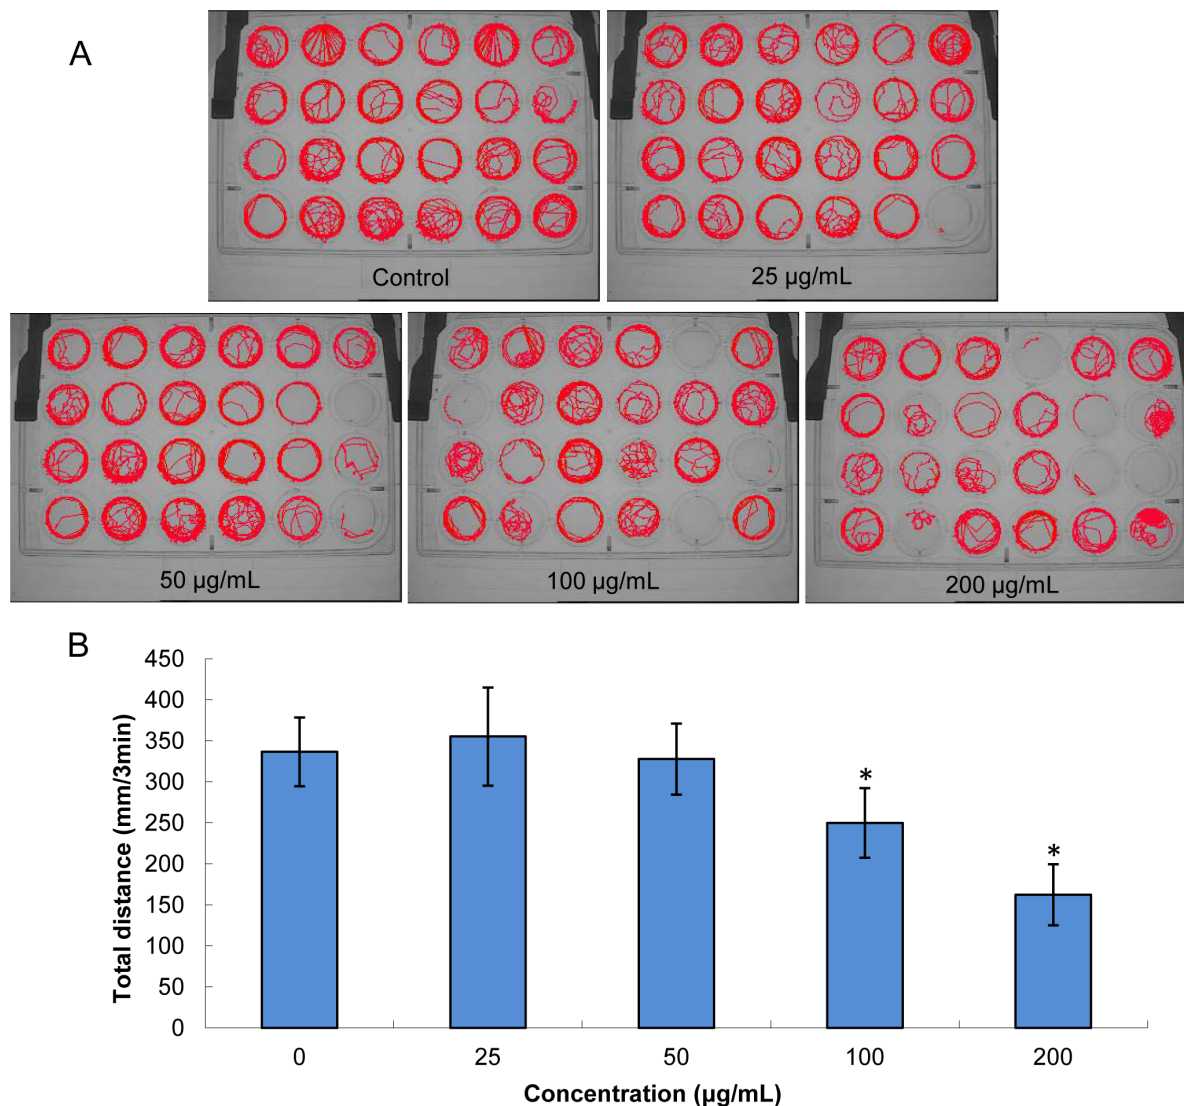 A
Control
25 µg/mL
50 µg/mL
100 µg/mL
200 µg/mL
B
450
400
350
300
250
200
150
100
50
0
Total distance (mm/3min)
*
*
0 25 50 100 200
Concentration (µg/mL)